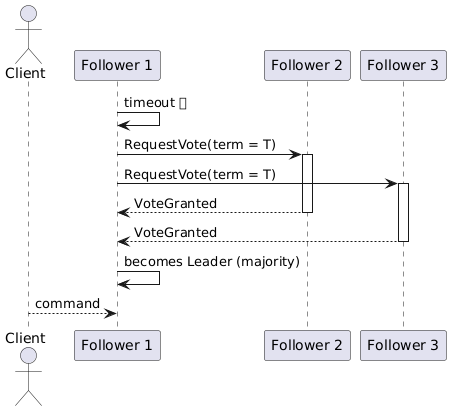 Client
Follower 1
Follower 2
Follower 3
timeout
RequestVote(term = T)
RequestVote(term = T)
VoteGranted
VoteGranted
becomes Leader (majority)
command
Client
Follower 1
Follower 2
Follower 3